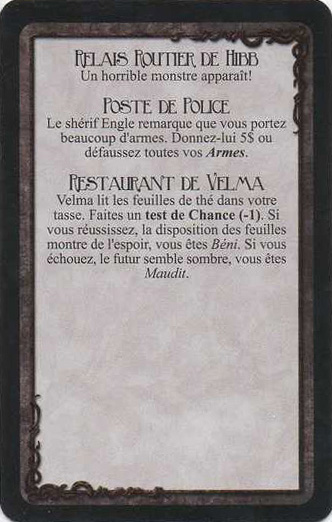 Relais Routier de Hibb
Un horrible monstre apparaît!
Poste de Police
Le shérif Engle remarque que vous portez
beaucoup d'armes. Donnez-lui 5$ ou
défaussez toutes vos Armes.
Restaurant de Velma
Velma lit les feuilles de thé dans votre
tasse. Faites un test de Chance (-1). Si
vous réussissez, la disposition des feuilles
montre de l'espoir, vous êtes Béni. Si vous
échouez, le futur semble sombre, vous êtes
Maudit.